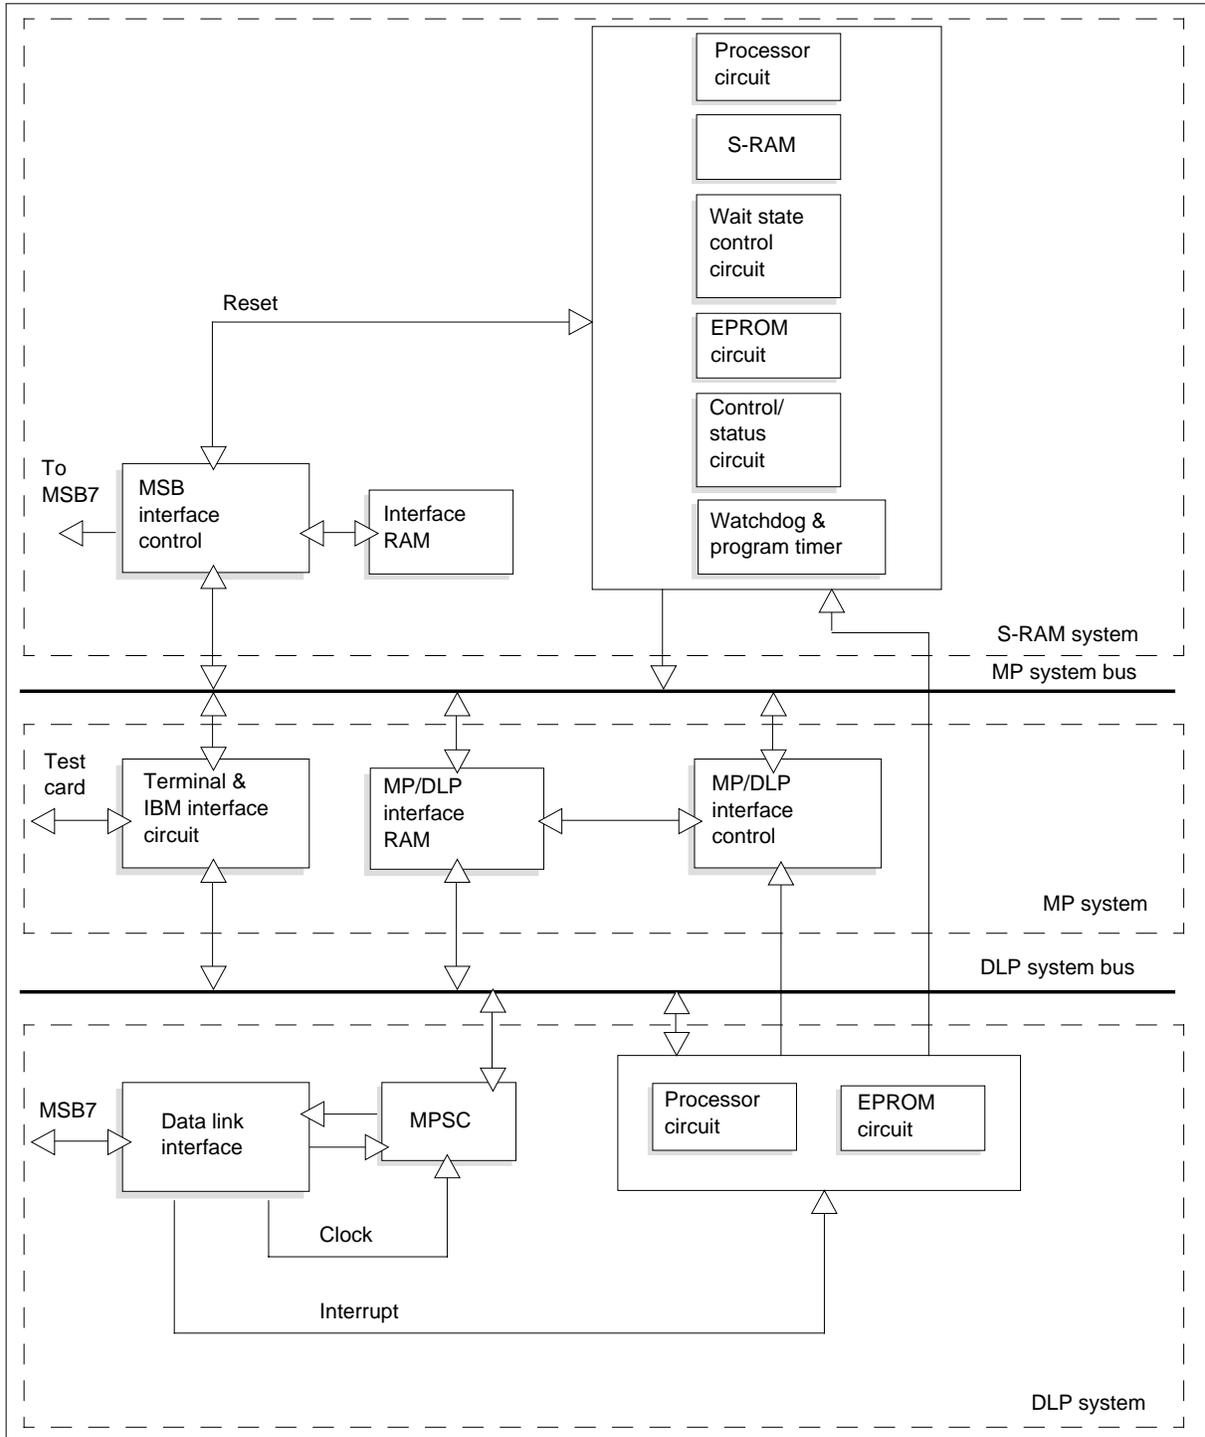 Processor
circuit
S-RAM
Wait state
control
circuit
Reset
EPROM
circuit
Control/
status
circuit
To
MSB7
MSB
interface
control
Interface
RAM
Watchdog &
program timer
S-RAM system
MP system bus
Test
card
Terminal &
IBM interface
circuit
MP/DLP
interface
RAM
MP/DLP
interface
control
MP system
DLP system bus
MSB7
Data link
interface
MPSC
Processor
circuit
EPROM
circuit
Clock
Interrupt
DLP system